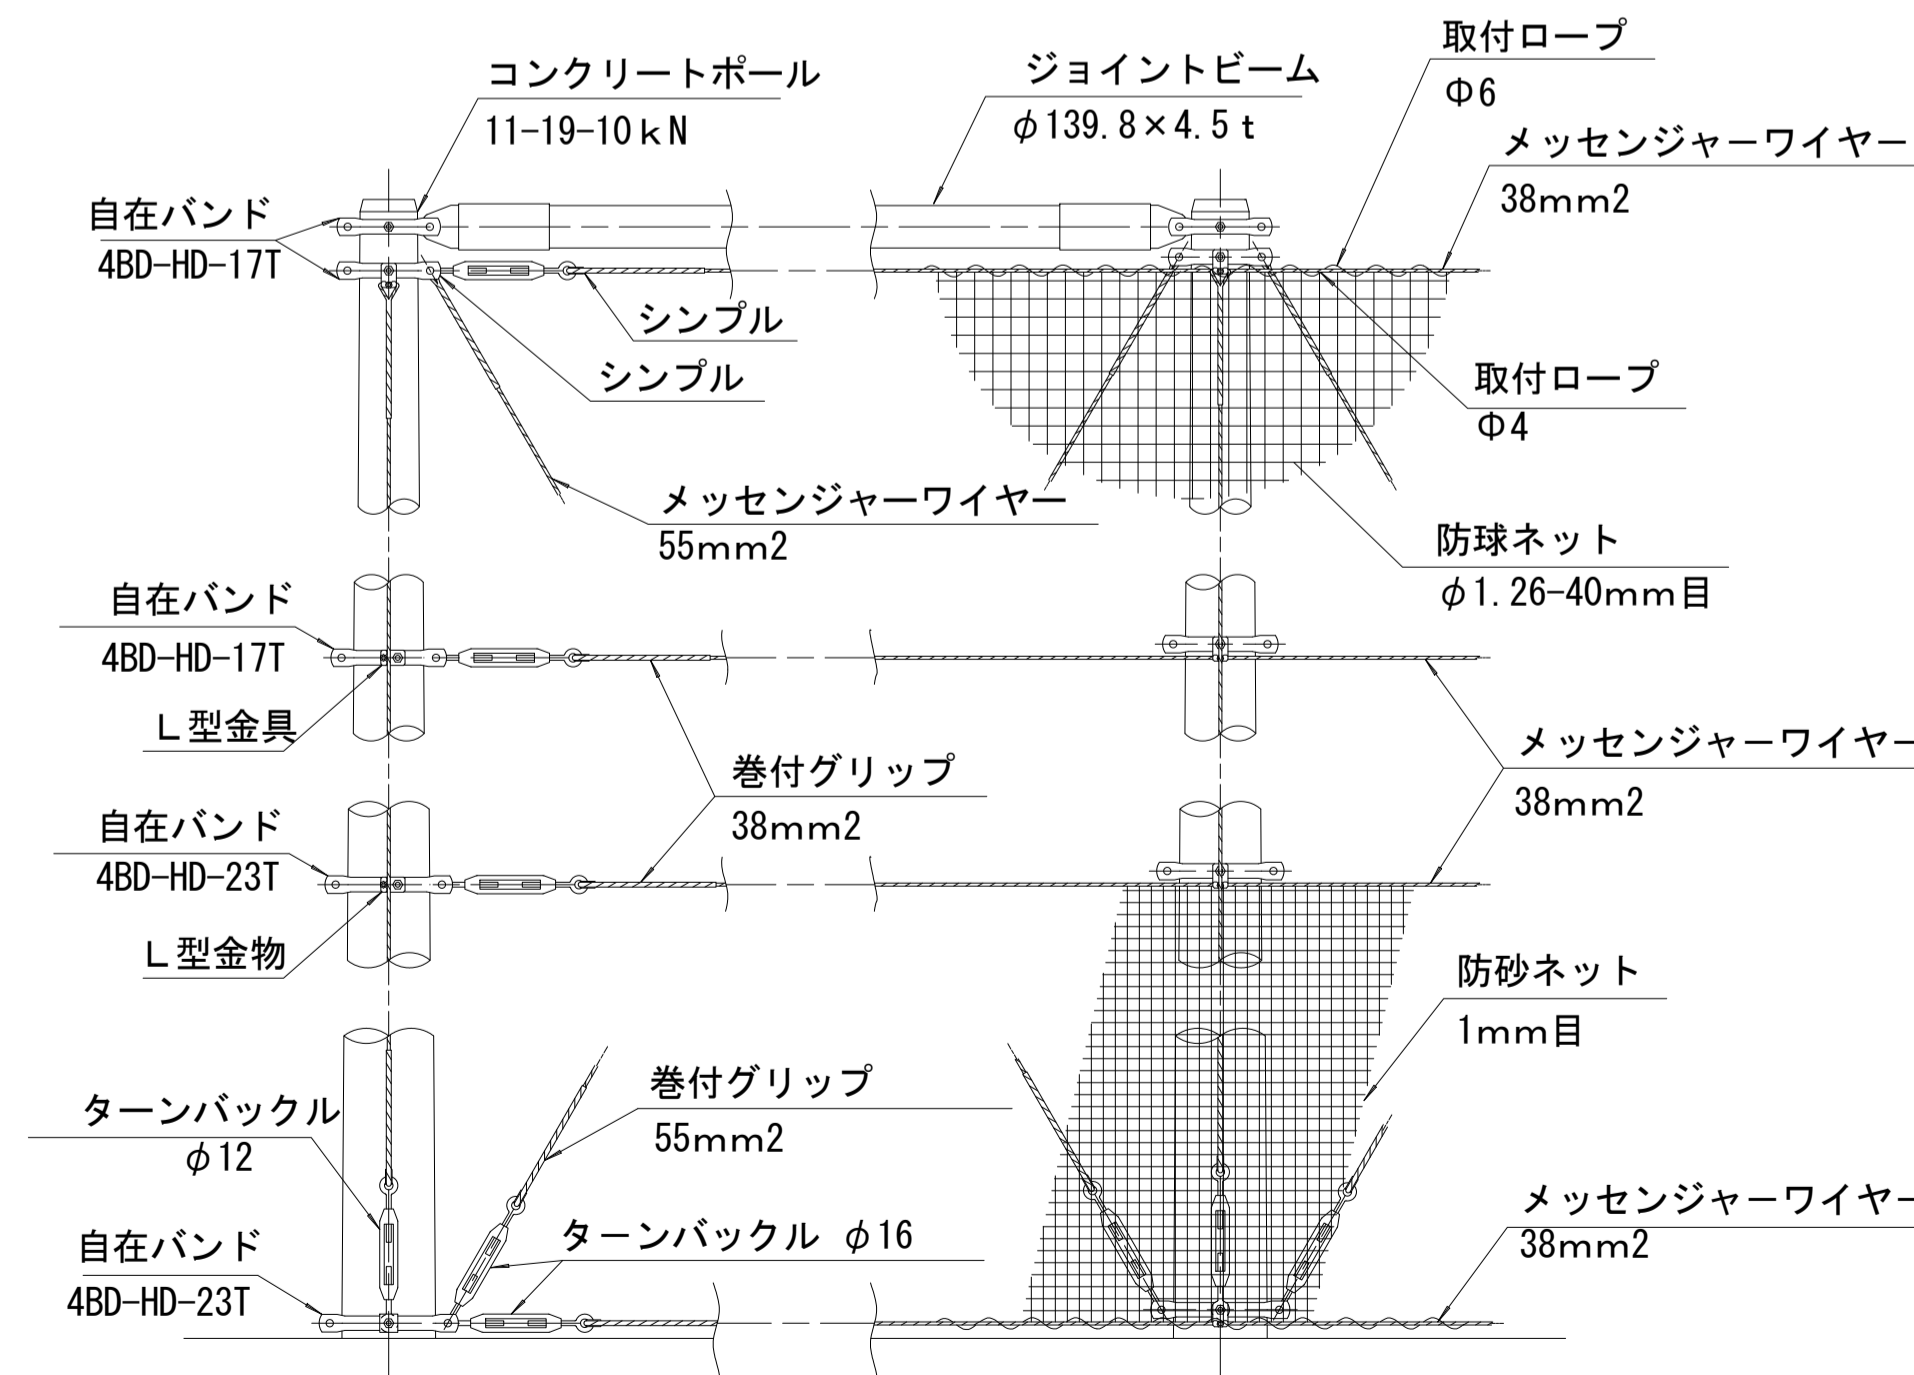 取付ロープ
Φ6
コンクリートポール
11-19-10ｋN
ジョイントビーム
φ139.8×4.5ｔ
メッセンジャーワイヤー
38mm2
自在バンド
4BD-HD-17T
シンプル
シンプル
取付ロープ
Φ4
メッセンジャーワイヤー
55mm2
防球ネット
φ1.26-40mm目
自在バンド
4BD-HD-17T
Ｌ型金具
巻付グリップ
38mm2
メッセンジャーワイヤー
38mm2
自在バンド
4BD-HD-23T
Ｌ型金物
防砂ネット
1mm目
巻付グリップ
55mm2
ターンバックル
φ12
メッセンジャーワイヤー
38mm2
ターンバックル φ16
自在バンド
4BD-HD-23T